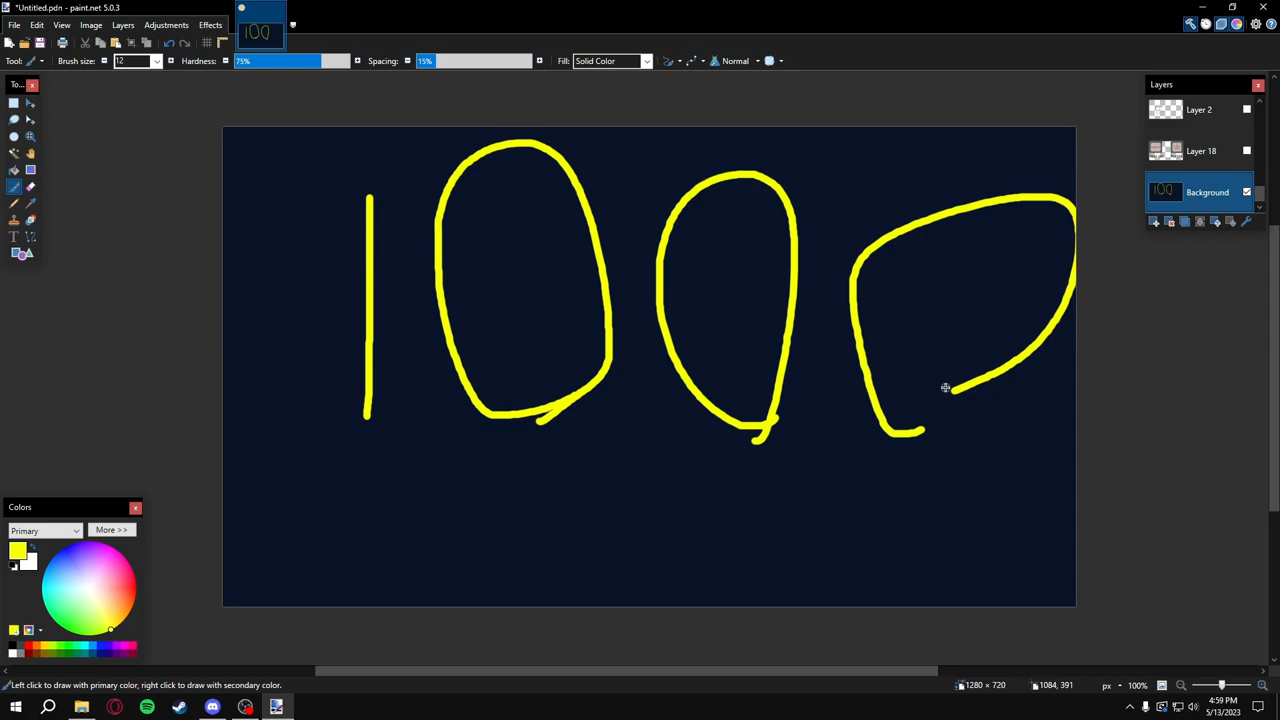 *Untitled.pdn - paint.net 5.0.3
File Edit View Image Layers Adjustments Effects
100
Tool: Brush size: 12 Hardness: 75% Spacing: 15% Fill: Solid Color Normal
To...
Layers
Layer 2
Layer 18
100 Background
1000
Colors
Primary More >>
Left click to draw with primary color, right click to draw with secondary color. 1280 × 720 1084, 391 px 100%
4:59 PM
5/13/2023